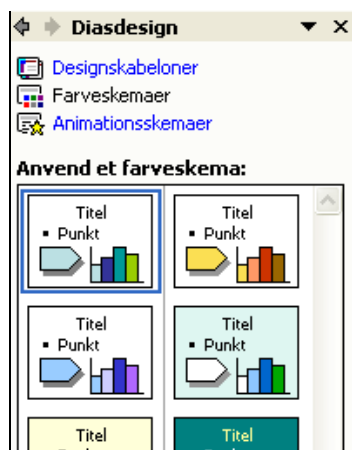 Diasdesign
Designskabeloner
Farveskemaer
Animationsskemaer
Anvend et farveskema:
Titel Titel
▪ Punkt ▪ Punkt
Titel Titel
▪ Punkt ▪ Punkt
Titel Titel